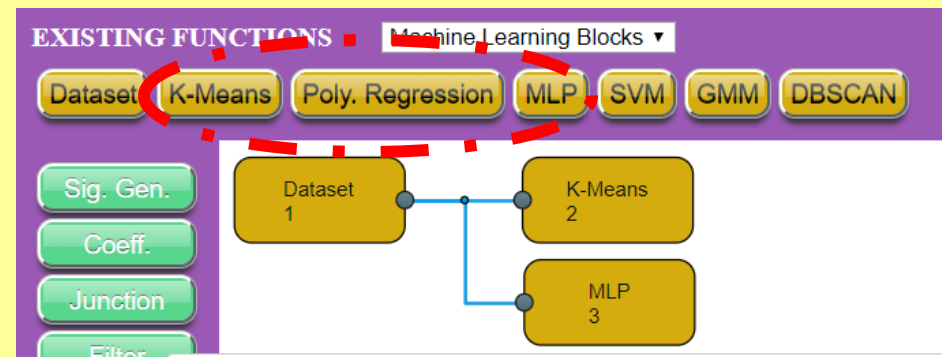 EXISTING FUNCTIONS Machine Learning Blocks
Dataset K-Means Poly. Regression MLP SVM GMM DBSCAN
Sig. Gen.
Coeff.
Junction
Filter
Dataset
1
K-Means
2
MLP
3